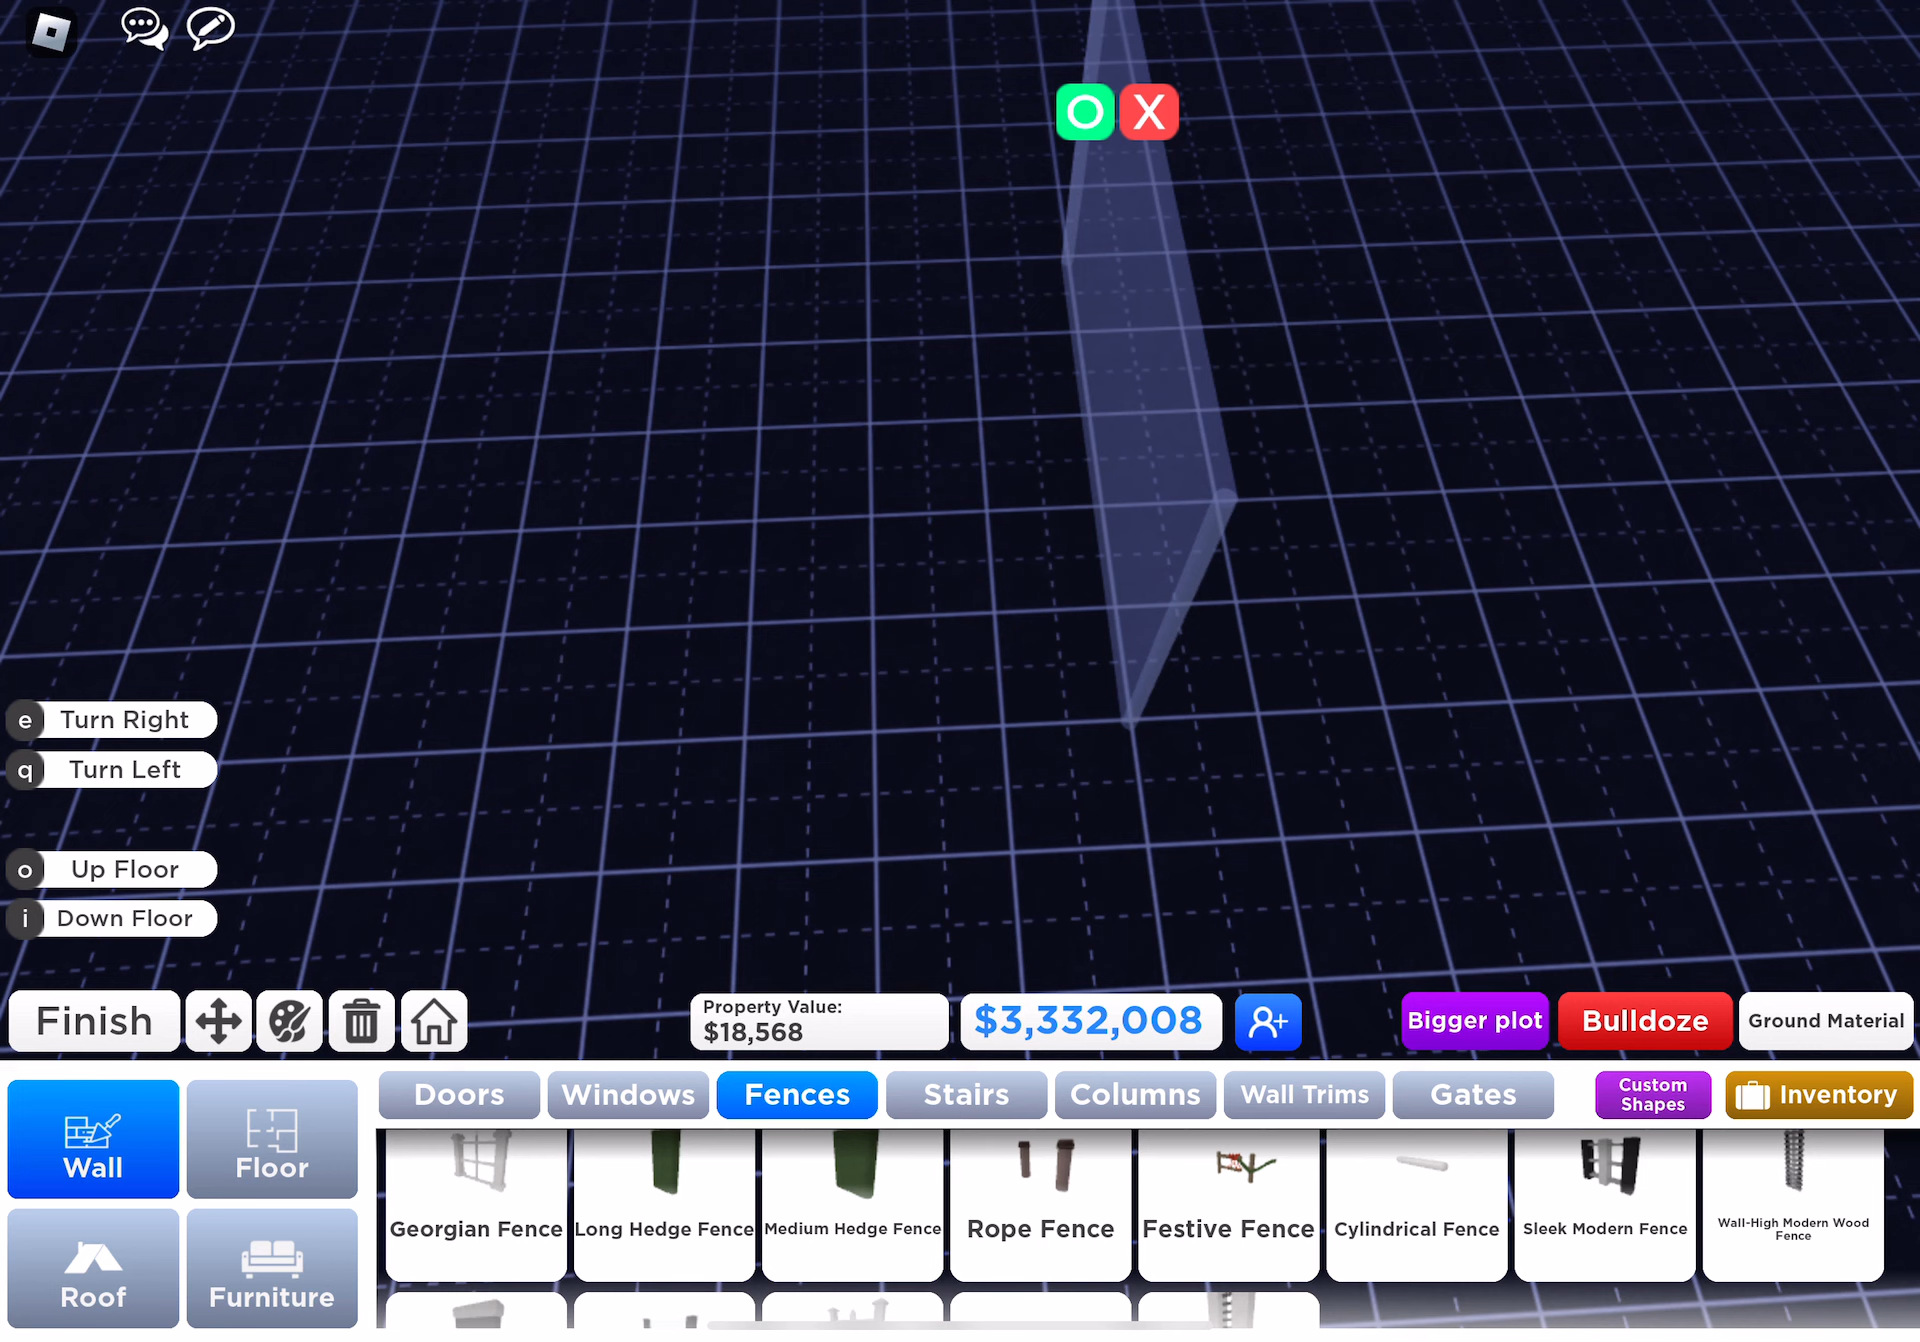 O X
e Turn Right
q Turn Left
o Up Floor
i Down Floor
Finish
Property Value:
$18,568
$3,332,008
Bigger plot
Bulldoze
Ground Material
Wall
Floor
Roof
Furniture
Doors
Windows
Fences
Stairs
Columns
Wall Trims
Gates
Custom
Shapes
Inventory
Georgian Fence
Long Hedge Fence
Medium Hedge Fence
Rope Fence
Festive Fence
Cylindrical Fence
Sleek Modern Fence
Wall-High Modern Wood
Fence